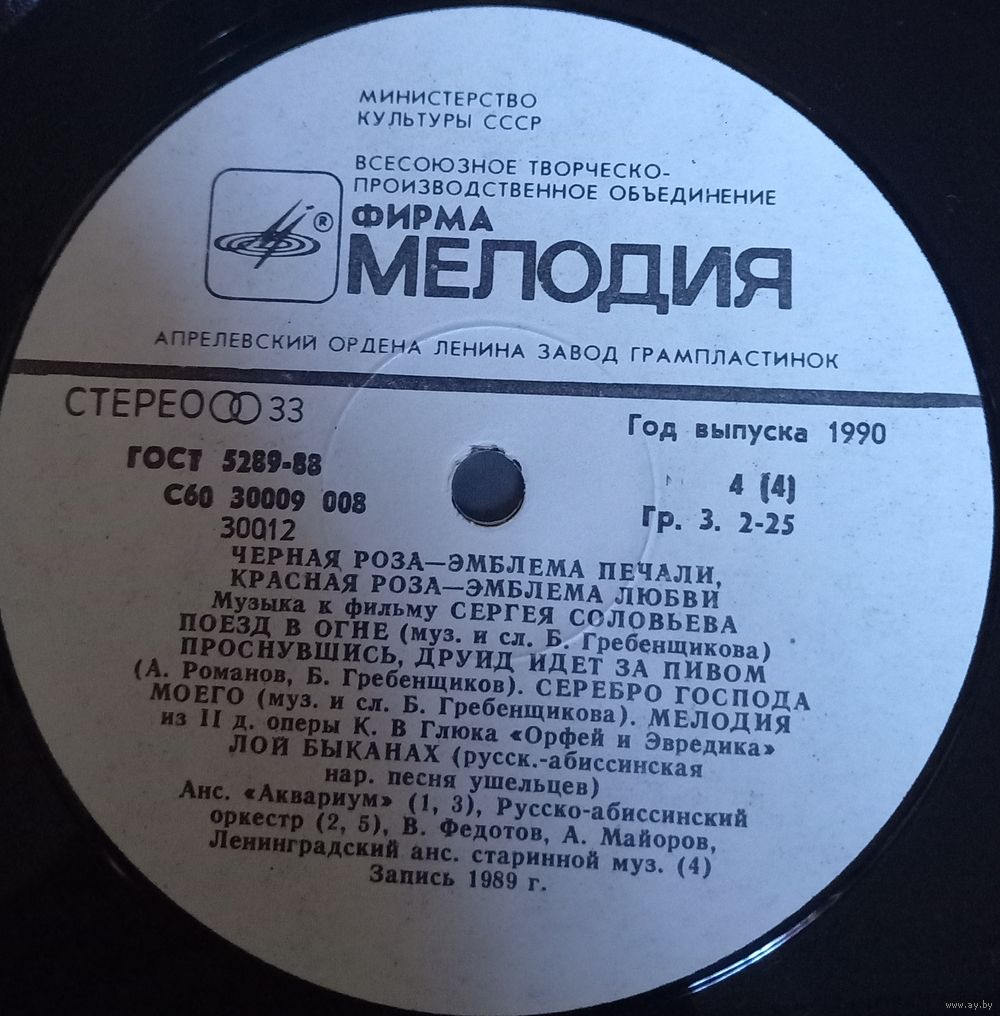 МИНИСТЕРСТВО
КУЛЬТУРЫ СССР
ВСЕСОЮЗНОЕ ТВОРЧЕСКО-
ПРОИЗВОДСТВЕННОЕ ОБЪЕДИНЕНИЕ
ФИРМА
®
МЕЛОДИЯ
АПРЕЛЕВСКИЙ ОРДЕНА ЛЕНИНА ЗАВОД ГРАМПЛАСТИНОК
СТЕРЕО 33
Год выпуска 1990
ГОСТ 5289-88
4 (4)
С60 30009 008
Гр. 3. 2-25
30012
ЧЕРНАЯ РОЗА—ЭМБЛЕМА ПЕЧАЛИ,
КРАСНАЯ РОЗА—ЭМБЛЕМА ЛЮБВИ
Музыка к фильму СЕРГЕЯ СОЛОВЬЕВА
ПОЕЗД В ОГНЕ (муз. и сл. Б. Гребенщикова)
ПРОСНУВШИСЬ, ДРУИД ИДЕТ ЗА ПИВОМ
(А. Романов, Б. Гребенщиков). СЕРЕБРО ГОСПОДА
МОЕГО (муз. и сл. Б. Гребенщикова). МЕЛОДИЯ
из II д. оперы К. В Глюка «Орфей и Эвредика»
ЛОЙ БЫКАНАХ (русск.-абиссинская
нар. песня ушельцев)
Анс. «Аквариум» (1, 3), Русско-абиссинский
оркестр (2, 5), В. Федотов, А. Майоров,
Ленинградский анс. старинной муз. (4)
Запись 1989 г.
www.ay.by